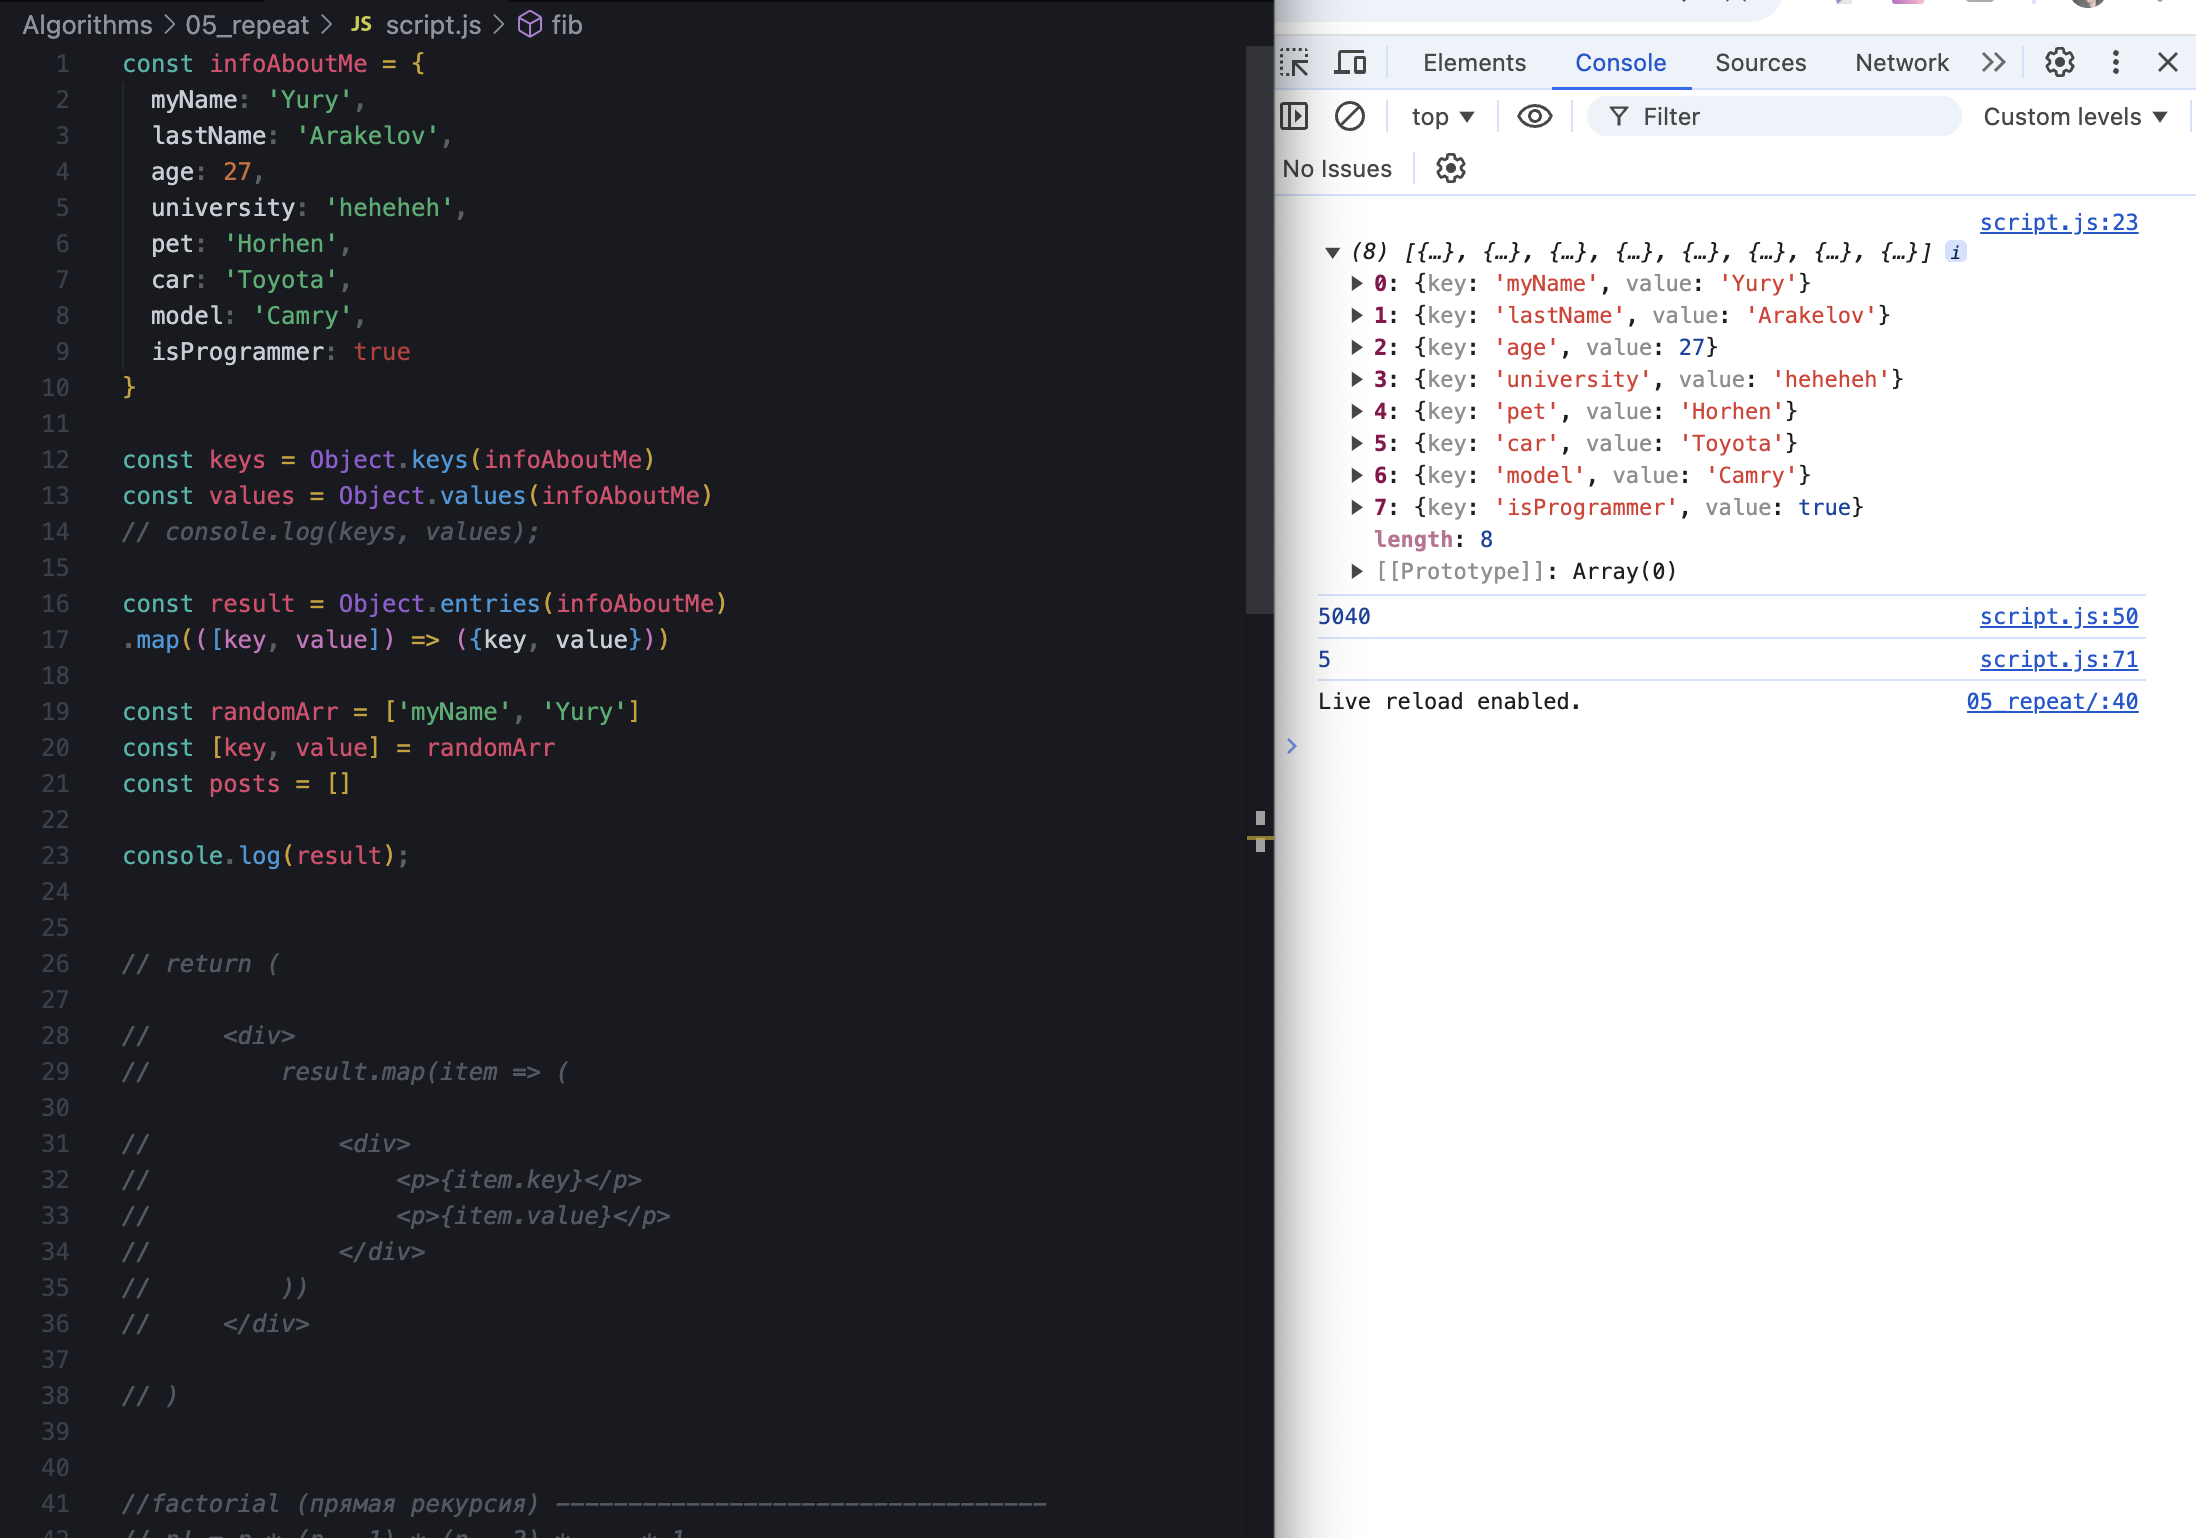 Algorithms > 05_repeat > JS script.js > fib
1 const infoAboutMe = {
2 myName: 'Yury',
3 lastName: 'Arakelov',
4 age: 27,
5 university: 'heheheh',
6 pet: 'Horhen',
7 car: 'Toyota',
8 model: 'Camry',
9 isProgrammer: true
10 }
11
12 const keys = Object.keys(infoAboutMe)
13 const values = Object.values(infoAboutMe)
14 // console.log(keys, values);
15
16 const result = Object.entries(infoAboutMe)
17 .map(([key, value]) => ({key, value}))
18
19 const randomArr = ['myName', 'Yury']
20 const [key, value] = randomArr
21 const posts = []
22
23 console.log(result);
24
25
26 // return (
27
28 // <div>
29 // result.map(item => (
30
31 // <div>
32 // <p>{item.key}</p>
33 // <p>{item.value}</p>
34 // </div>
35 // ))
36 // </div>
37
38 // )
39
40
41 //factorial (прямая рекурсия) ----------------------------------
Elements Console Sources Network
top Filter Custom levels
No Issues
script.js:23
(8) [{…}, {…}, {…}, {…}, {…}, {…}, {…}, {…}] i
0: {key: 'myName', value: 'Yury'}
1: {key: 'lastName', value: 'Arakelov'}
2: {key: 'age', value: 27}
3: {key: 'university', value: 'heheheh'}
4: {key: 'pet', value: 'Horhen'}
5: {key: 'car', value: 'Toyota'}
6: {key: 'model', value: 'Camry'}
7: {key: 'isProgrammer', value: true}
length: 8
[[Prototype]]: Array(0)
5040 script.js:50
5 script.js:71
Live reload enabled. 05_repeat/:40